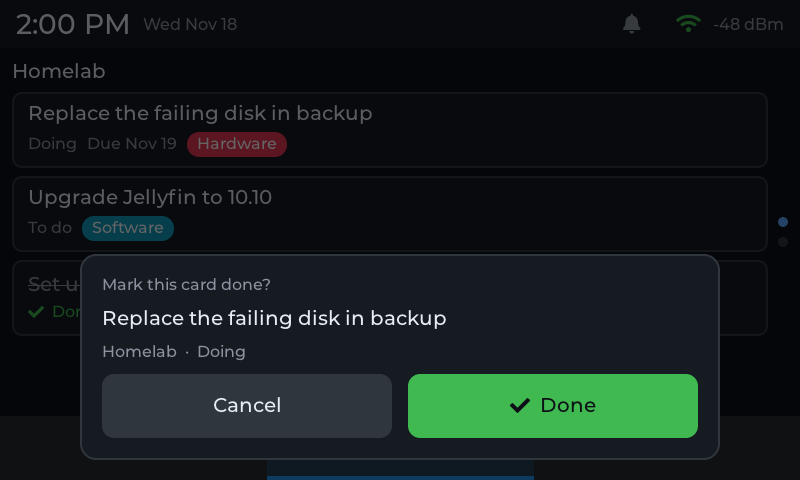 2:00 PM Wed Nov 18 -48 dBm
Homelab
Replace the failing disk in backup
Doing Due Nov 19 Hardware
Upgrade Jellyfin to 10.10
To do Software
Mark this card done?
Replace the failing disk in backup
Homelab · Doing
Cancel Done